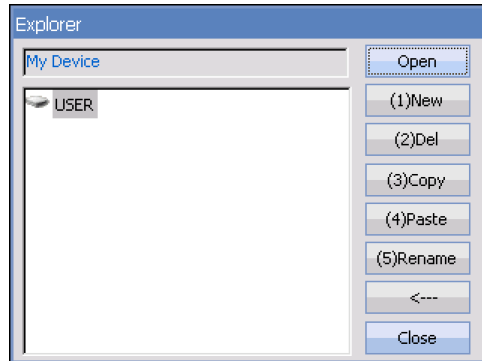 Explorer
My Device
USER
Open
(1)New
(2)Del
(3)Copy
(4)Paste
(5)Rename
<---
Close